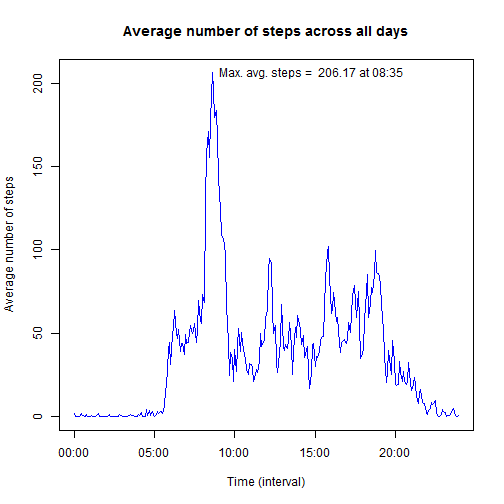 Average number of steps across all days
Max. avg. steps =  206.17 at 08:35
Average number of steps
200
150
100
50
0
00:00 05:00 10:00 15:00 20:00
Time (interval)